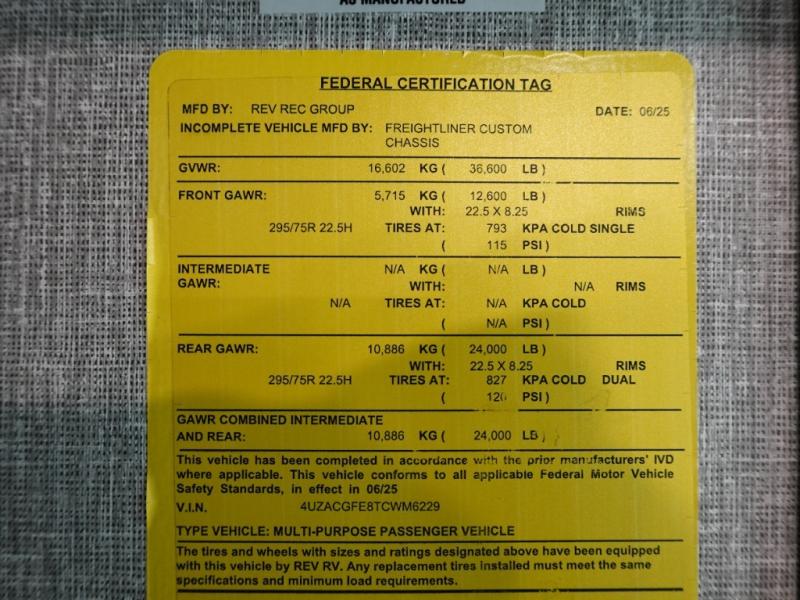 AS MANUFACTURED
FEDERAL CERTIFICATION TAG
MFD BY: REV REC GROUP DATE: 06/25
INCOMPLETE VEHICLE MFD BY: FREIGHTLINER CUSTOM
CHASSIS
GVWR: 16,602 KG ( 36,600 LB )
FRONT GAWR: 5,715 KG ( 12,600 LB )
WITH: 22.5 X 8.25 RIMS
295/75R 22.5H TIRES AT: 793 KPA COLD SINGLE
( 115 PSI )
INTERMEDIATE N/A KG ( N/A LB )
GAWR: WITH: N/A RIMS
N/A TIRES AT: N/A KPA COLD
( N/A PSI )
REAR GAWR: 10,886 KG ( 24,000 LB )
WITH: 22.5 X 8.25 RIMS
295/75R 22.5H TIRES AT: 827 KPA COLD DUAL
( 120 PSI )
GAWR COMBINED INTERMEDIATE
AND REAR: 10,886 KG ( 24,000 LB )
This vehicle has been completed in accordance with the prior manufacturers' IVD
where applicable. This vehicle conforms to all applicable Federal Motor Vehicle
Safety Standards, in effect in 06/25
V.I.N. 4UZACGFE8TCWM6229
TYPE VEHICLE: MULTI-PURPOSE PASSENGER VEHICLE
The tires and wheels with sizes and ratings designated above have been equipped
with this vehicle by REV RV. Any replacement tires installed must meet the same
specifications and minimum load requirements.